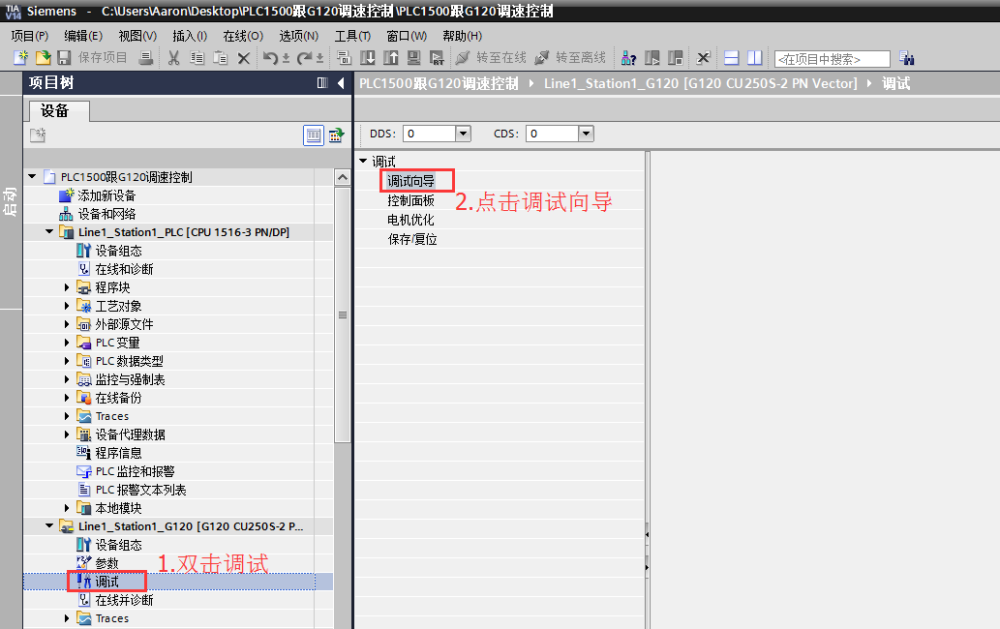 TIA V14 Siemens - C:\Users\Aaron\Desktop\PLC1500跟G120调速控制\PLC1500跟G120调速控制
项目(P) 编辑(E) 视图(V) 插入(I) 在线(O) 选项(N) 工具(T) 窗口(W) 帮助(H)
保存项目 转至在线 转至离线 <在项目中搜索>
项目树
PLC1500跟G120调速控制 Line1_Station1_G120 [G120 CU250S-2 PN Vector] 调试
设备
DDS: 0 CDS: 0
启动
PLC1500跟G120调速控制
添加新设备
设备和网络
Line1_Station1_PLC [CPU 1516-3 PN/DP]
设备组态
在线和诊断
程序块
工艺对象
外部源文件
PLC 变量
PLC 数据类型
监控与强制表
在线备份
Traces
设备代理数据
程序信息
PLC 监控和报警
PLC 报警文本列表
本地模块
Line1_Station1_G120 [G120 CU250S-2 P...
设备组态
参数
1.双击调试
调试
在线并诊断
Traces
调试
调试向导
2.点击调试向导
控制面板
电机优化
保存/复位